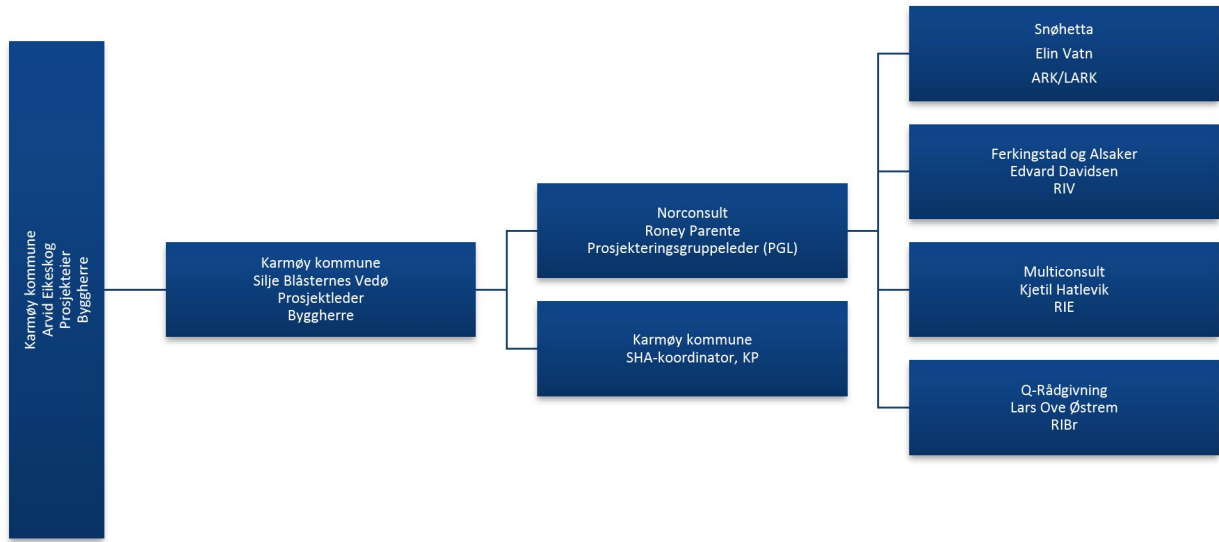 Karmøy kommune
Arvid Eikeskog
Prosjekteier
Byggherre
Karmøy kommune
Silje Blåsternes Vedø
Prosjektleder
Byggherre
Norconsult
Roney Parente
Prosjekteringsgruppeleder (PGL)
Karmøy kommune
SHA-koordinator, KP
Snøhetta
Elin Vatn
ARK/LARK
Ferkingstad og Alsaker
Edvard Davidsen
RIV
Multiconsult
Kjetil Hatlevik
RIE
Q-Rådgivning
Lars Ove Østrem
RIBr